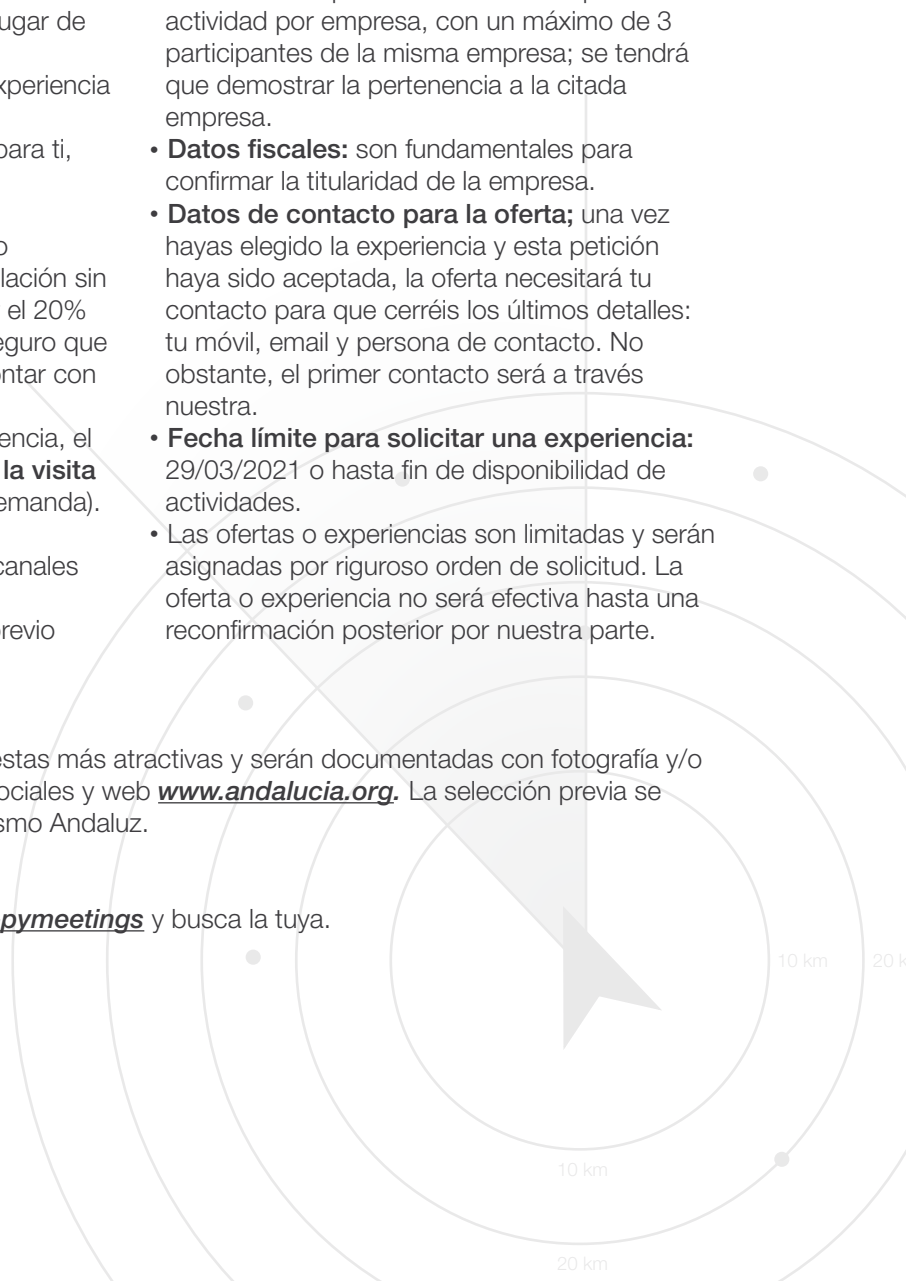 ugar de
xperiencia
para ti,
o
lación sin
el 20%
eguro que
ntar con
encia, el
la visita
emanda).
canales
previo
actividad por empresa, con un máximo de 3
participantes de la misma empresa; se tendrá
que demostrar la pertenencia a la citada
empresa.
• Datos fiscales: son fundamentales para
confirmar la titularidad de la empresa.
• Datos de contacto para la oferta; una vez
hayas elegido la experiencia y esta petición
haya sido aceptada, la oferta necesitará tu
contacto para que cerréis los últimos detalles:
tu móvil, email y persona de contacto. No
obstante, el primer contacto será a través
nuestra.
• Fecha límite para solicitar una experiencia:
29/03/2021 o hasta fin de disponibilidad de
actividades.
• Las ofertas o experiencias son limitadas y serán
asignadas por riguroso orden de solicitud. La
oferta o experiencia no será efectiva hasta una
reconfirmación posterior por nuestra parte.
estas más atractivas y serán documentadas con fotografía y/o
ociales y web www.andalucia.org. La selección previa se
smo Andaluz.
pymeetings y busca la tuya.
10 km
20 k
10 km
20 km